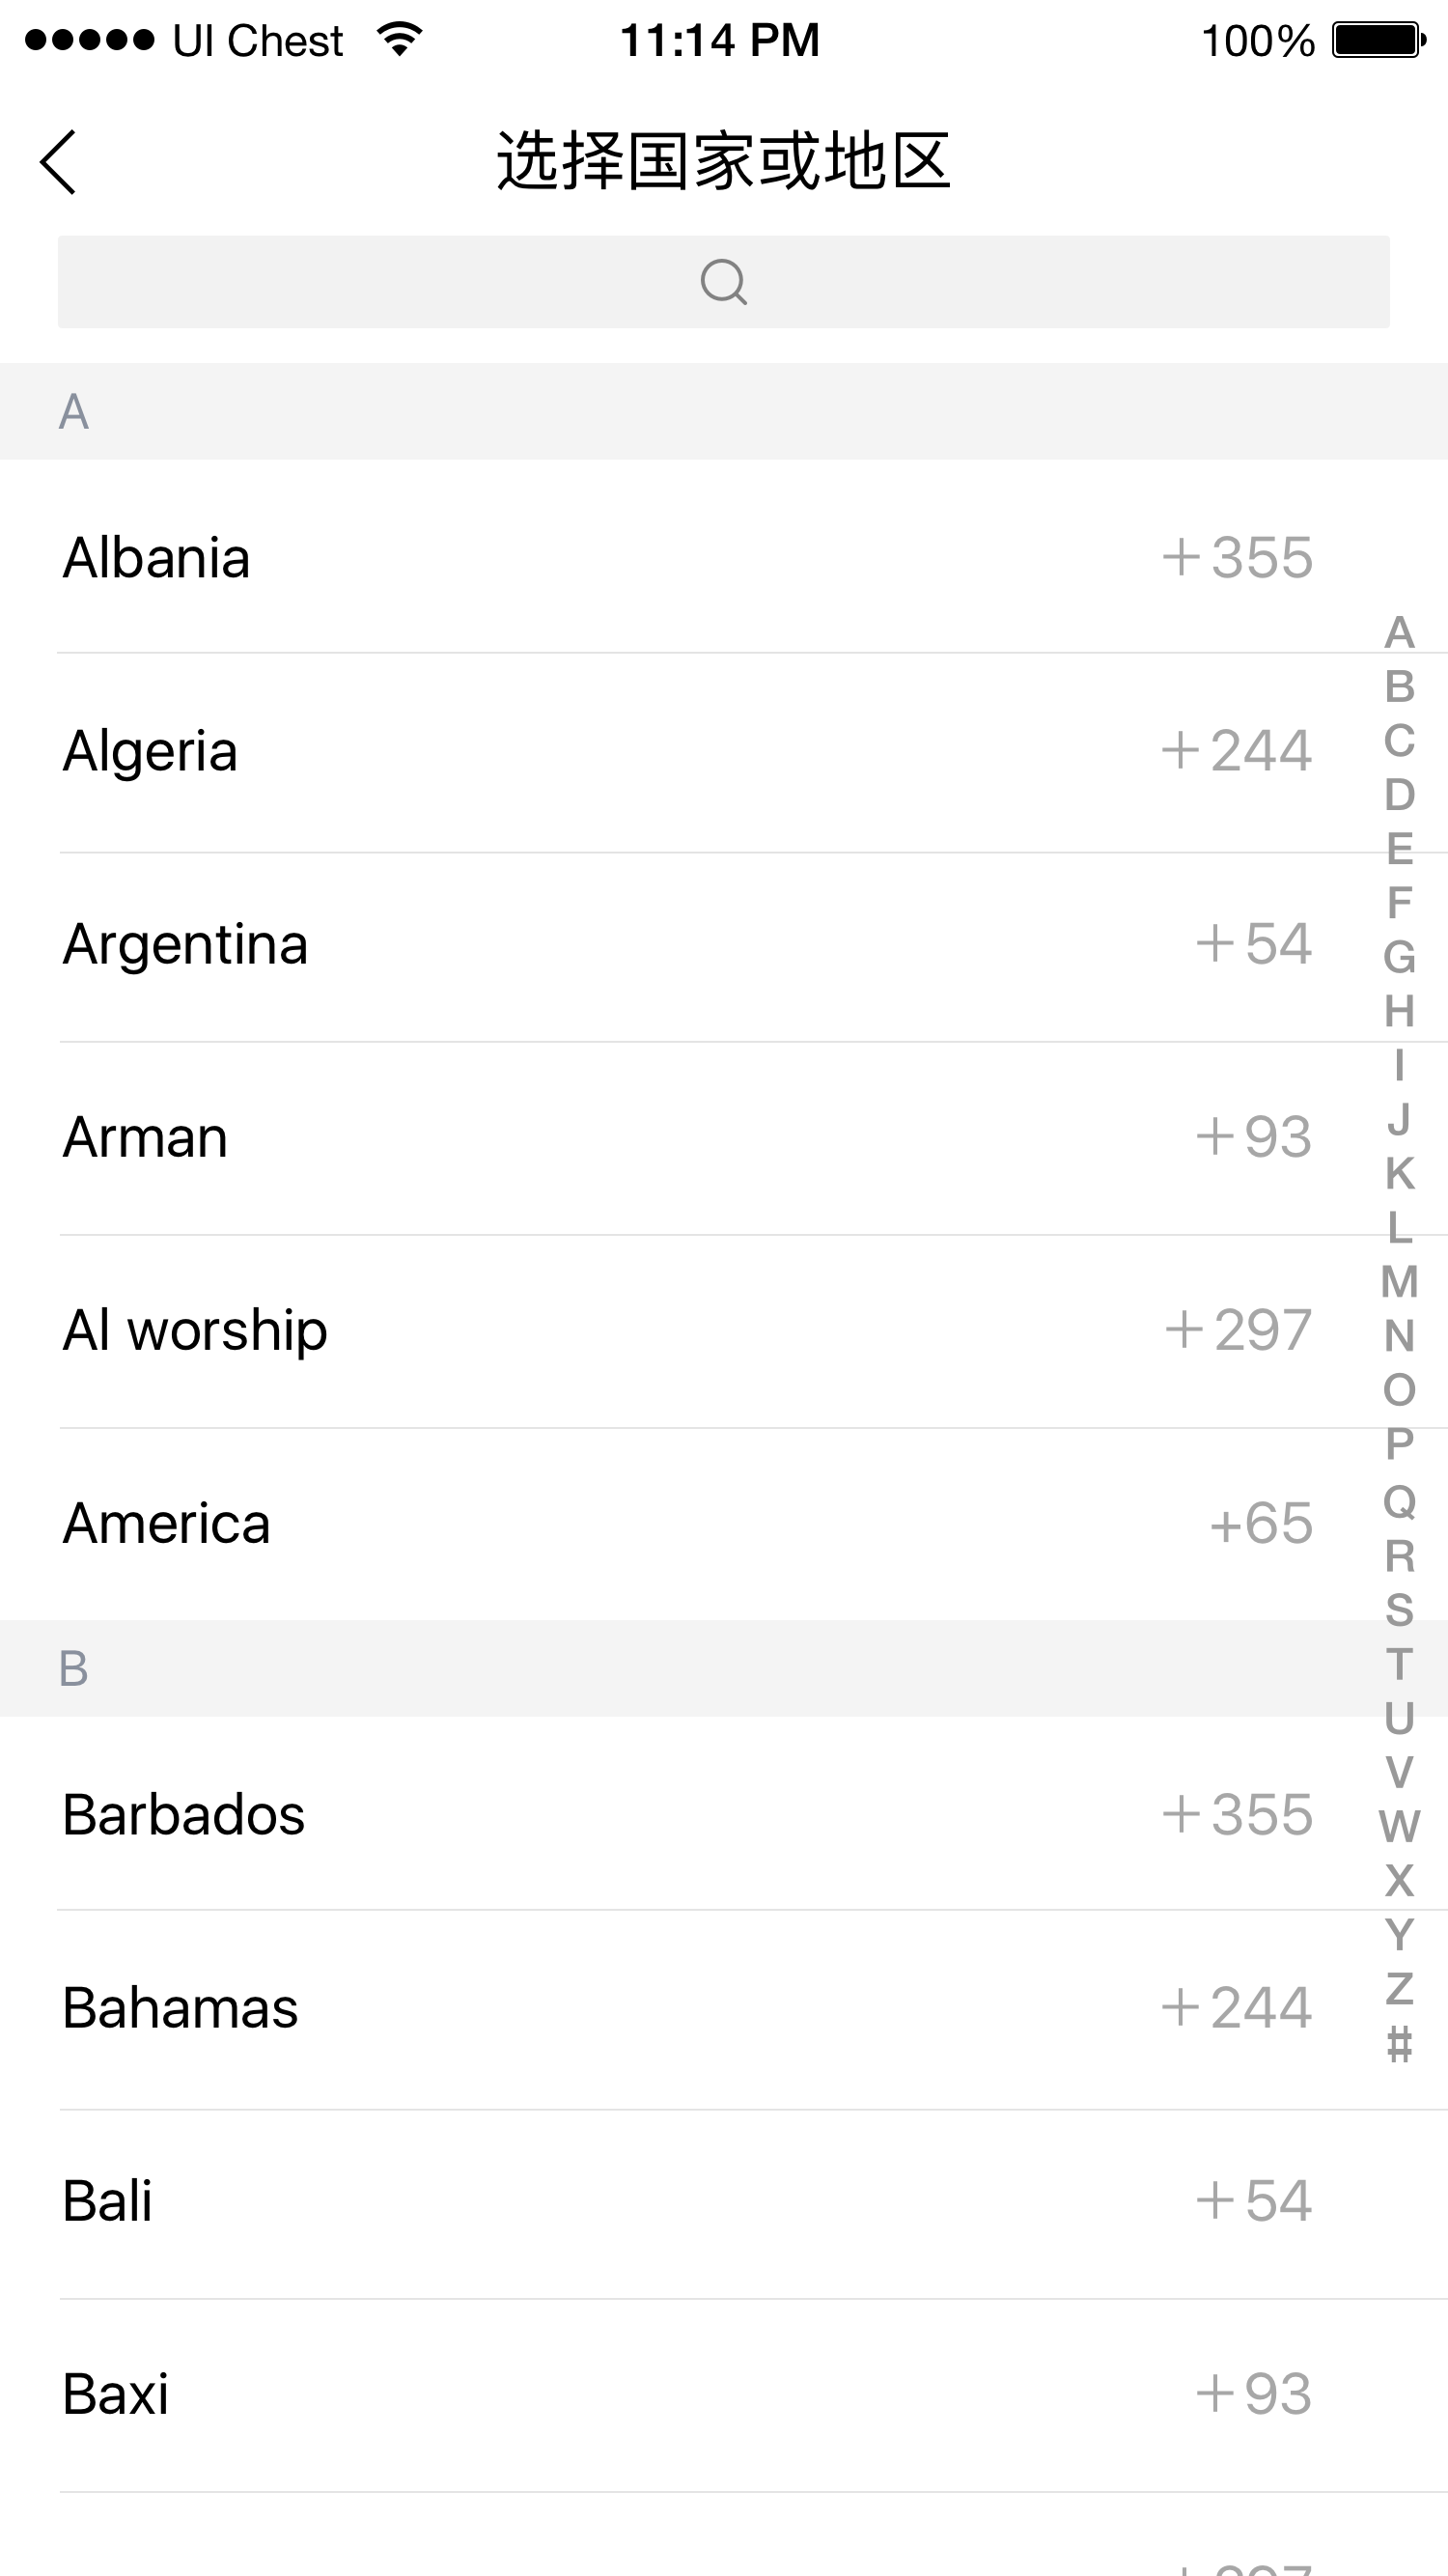 UI Chest 11:14 PM 100%
选择国家或地区
A
Albania +355
Algeria +244
Argentina +54
Arman +93
Al worship +297
America +65
B
Barbados +355
Bahamas +244
Bali +54
Baxi +93
A
B
C
D
E
F
G
H
I
J
K
L
M
N
O
P
Q
R
S
T
U
V
W
X
Y
Z
#